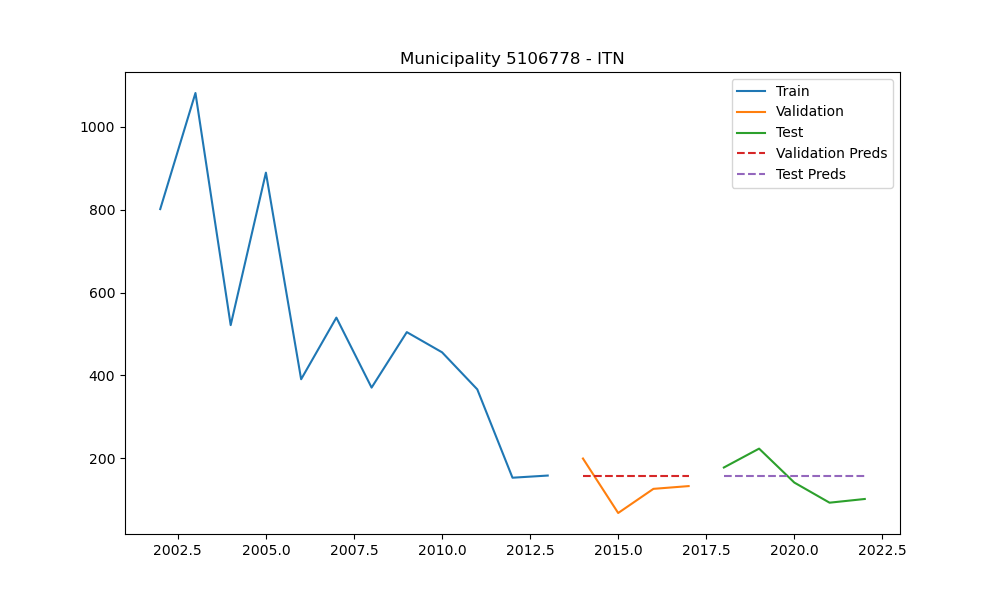 Municipality 5106778 - ITN
Train
Validation
Test
Validation Preds
Test Preds
1000
800
600
400
200
2002.5 2005.0 2007.5 2010.0 2012.5 2015.0 2017.5 2020.0 2022.5